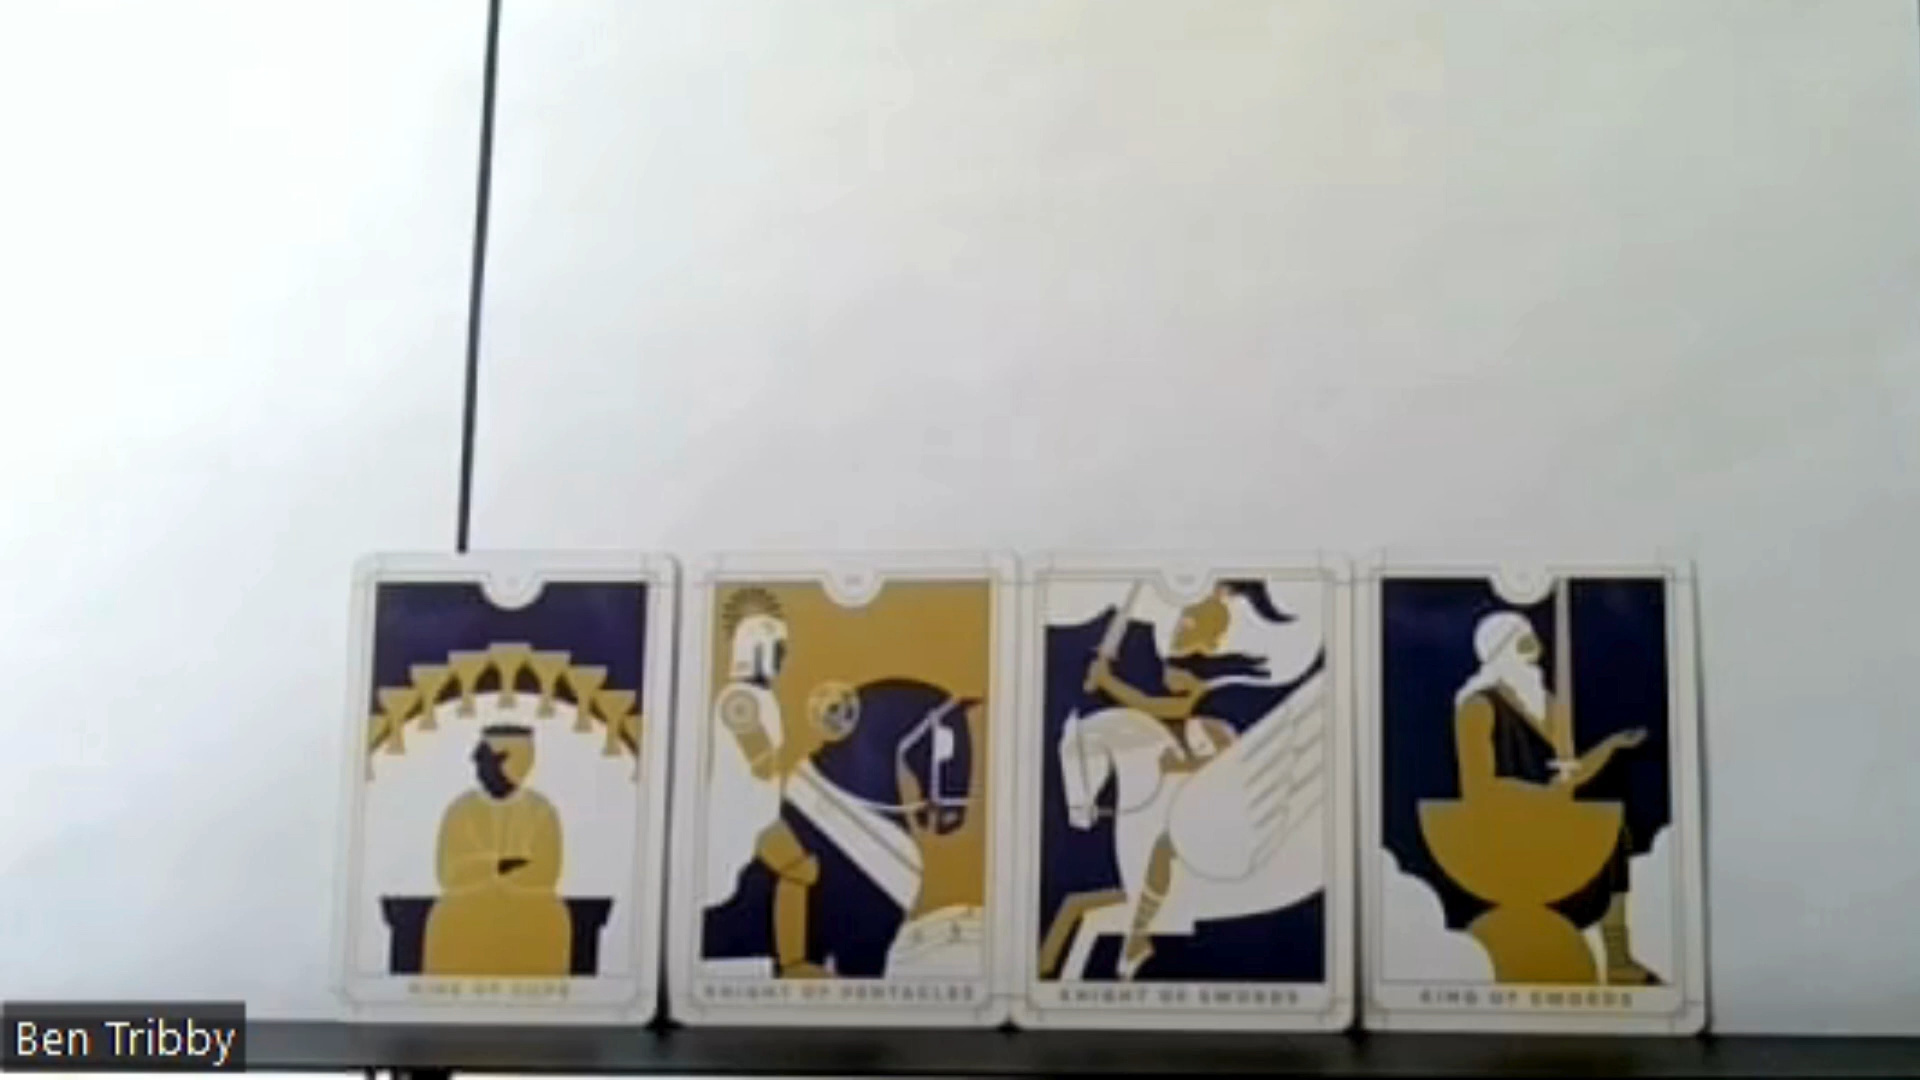 NINE OF CUPS
KNIGHT OF PENTACLES
KNIGHT OF SWORDS
KING OF SWORDS
Ben Tribby